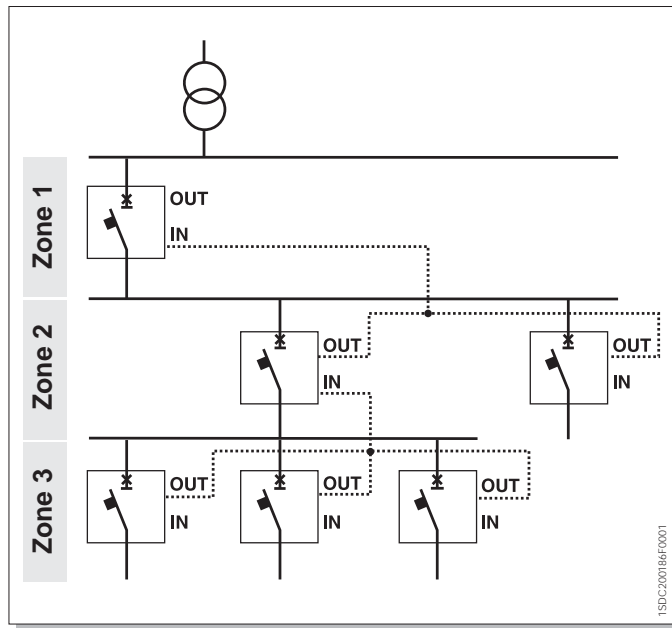 Zone 1
OUT
IN
Zone 2
OUT
IN
OUT
IN
Zone 3
OUT
IN
OUT
IN
OUT
IN
1SDC200186F0001